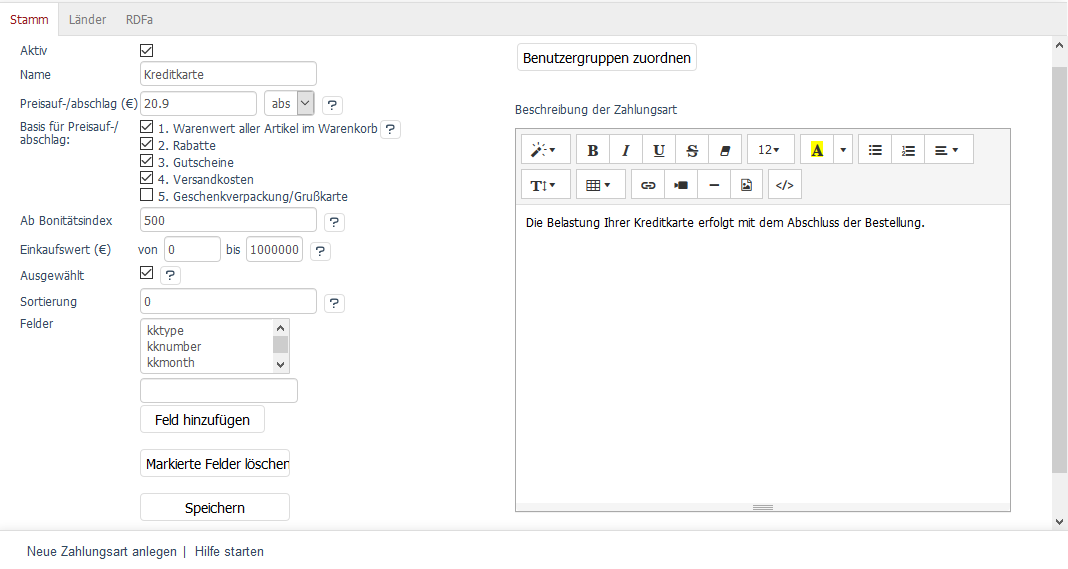 Stamm Länder RDFa
Aktiv
Name Kreditkarte
Preisauf-/abschlag (€) 20.9 abs ?
Basis für Preisauf-/
abschlag:
1. Warenwert aller Artikel im Warenkorb ?
2. Rabatte
3. Gutscheine
4. Versandkosten
5. Geschenkverpackung/Grußkarte
Ab Bonitätsindex 500 ?
Einkaufswert (€) von 0 bis 1000000 ?
Ausgewählt ?
Sortierung 0 ?
Felder
kktype
kknumber
kkmonth
Feld hinzufügen
Markierte Felder löschen
Speichern
Benutzergruppen zuordnen
Beschreibung der Zahlungsart
B I U S 12 A
T </>
Die Belastung Ihrer Kreditkarte erfolgt mit dem Abschluss der Bestellung.
Neue Zahlungsart anlegen | Hilfe starten